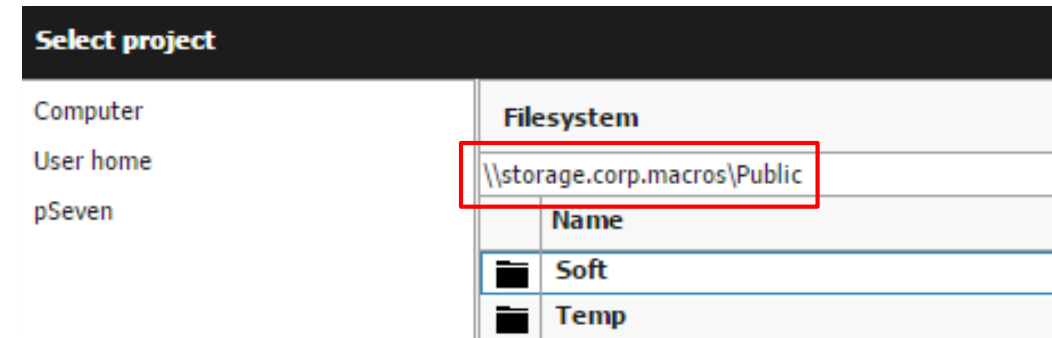 Select project
Computer
User home
pSeven
Filesystem
\\storage.corp.macros\Public
Name
Soft
Temp